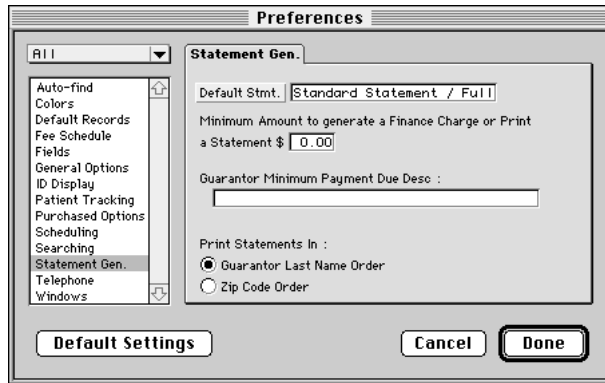 Preferences
All
Auto-find
Colors
Default Records
Fee Schedule
Fields
General Options
ID Display
Patient Tracking
Purchased Options
Scheduling
Searching
Statement Gen.
Telephone
Windows
Statement Gen.
Default Stmt. Standard Statement / Full
Minimum Amount to generate a Finance Charge or Print
a Statement $ 0.00
Guarantor Minimum Payment Due Desc :
Print Statements In :
Guarantor Last Name Order
Zip Code Order
Default Settings Cancel Done